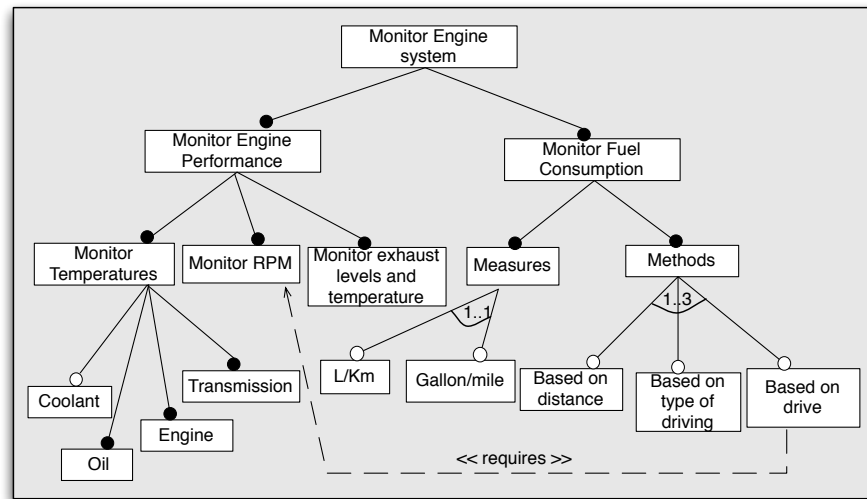 Monitor Engine
system
Monitor Engine
Performance
Monitor Fuel
Consumption
Monitor
Temperatures
Monitor RPM
Monitor exhaust
levels and
temperature
Measures
Methods
1..1
1..3
Coolant
Oil
Engine
Transmission
L/Km
Gallon/mile
Based on
distance
Based on
type of
driving
Based on
drive
<< requires >>